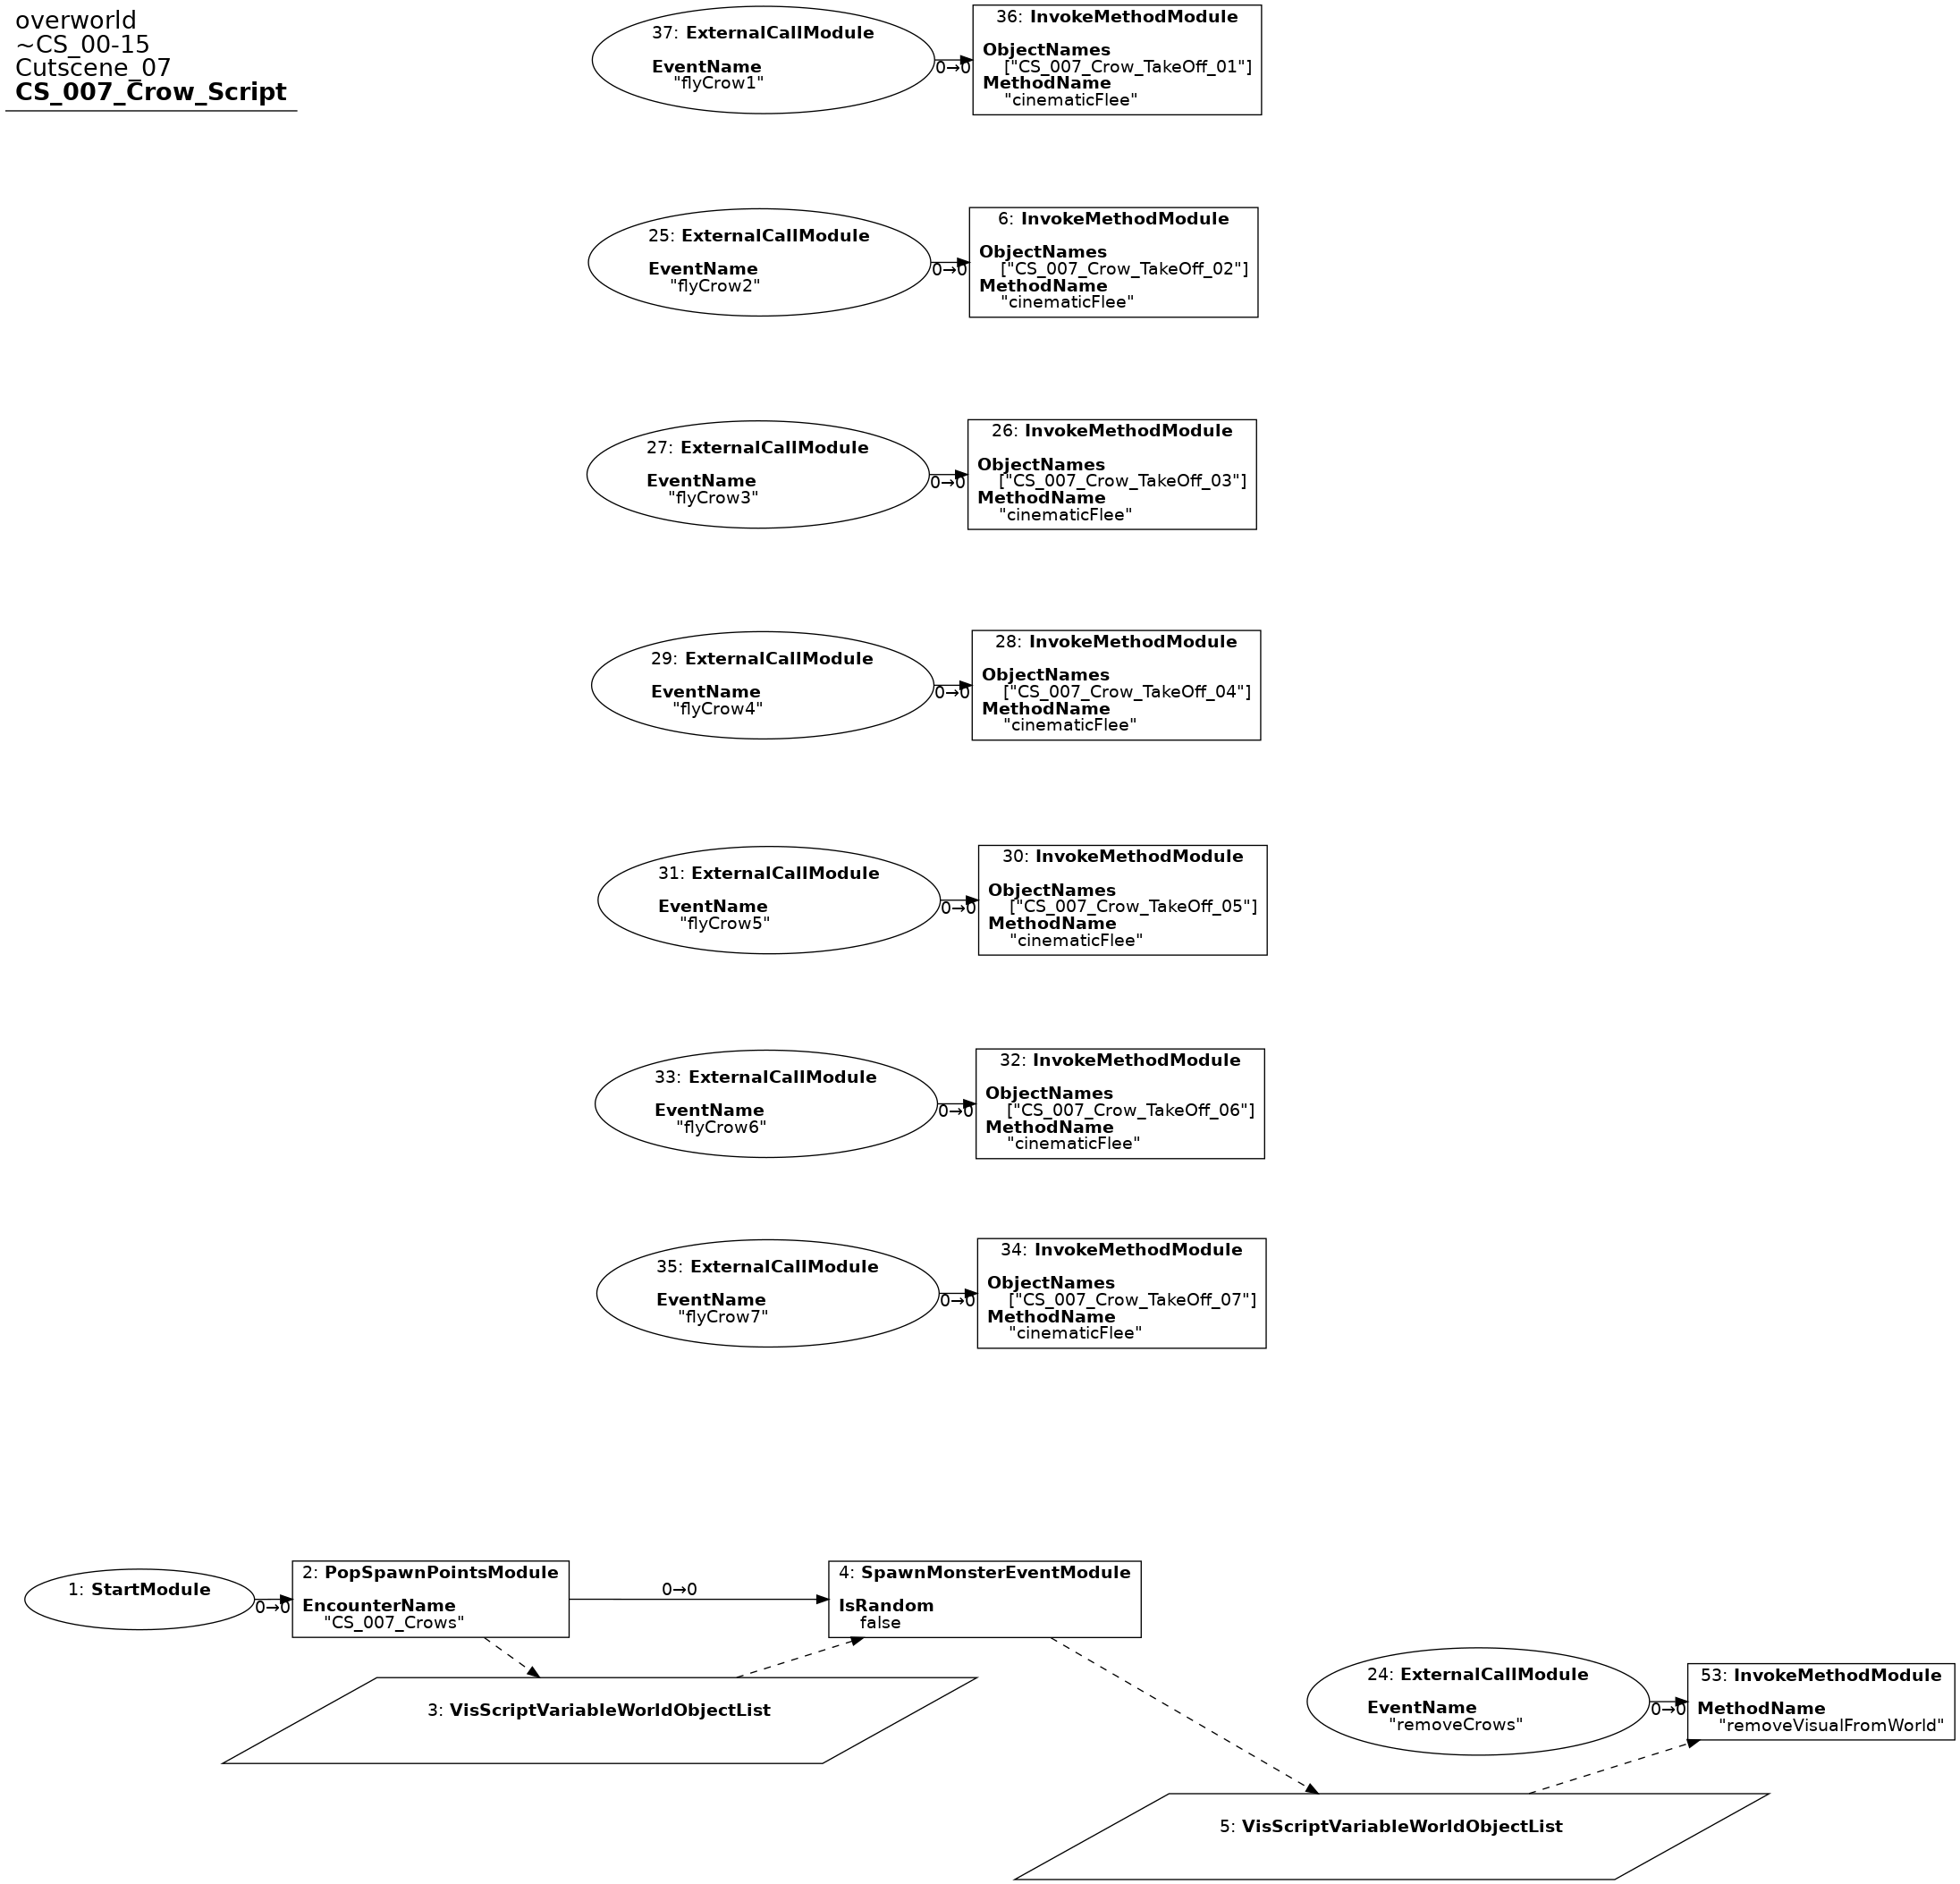 overworld
~CS_00-15
Cutscene_07
CS_007_Crow_Script
37: ExternalCallModule
EventName
"flyCrow1"
0→0
36: InvokeMethodModule
ObjectNames
["CS_007_Crow_TakeOff_01"]
MethodName
"cinematicFlee"
25: ExternalCallModule
EventName
"flyCrow2"
0→0
6: InvokeMethodModule
ObjectNames
["CS_007_Crow_TakeOff_02"]
MethodName
"cinematicFlee"
27: ExternalCallModule
EventName
"flyCrow3"
0→0
26: InvokeMethodModule
ObjectNames
["CS_007_Crow_TakeOff_03"]
MethodName
"cinematicFlee"
29: ExternalCallModule
EventName
"flyCrow4"
0→0
28: InvokeMethodModule
ObjectNames
["CS_007_Crow_TakeOff_04"]
MethodName
"cinematicFlee"
31: ExternalCallModule
EventName
"flyCrow5"
0→0
30: InvokeMethodModule
ObjectNames
["CS_007_Crow_TakeOff_05"]
MethodName
"cinematicFlee"
33: ExternalCallModule
EventName
"flyCrow6"
0→0
32: InvokeMethodModule
ObjectNames
["CS_007_Crow_TakeOff_06"]
MethodName
"cinematicFlee"
35: ExternalCallModule
EventName
"flyCrow7"
0→0
34: InvokeMethodModule
ObjectNames
["CS_007_Crow_TakeOff_07"]
MethodName
"cinematicFlee"
1: StartModule
0→0
2: PopSpawnPointsModule
EncounterName
"CS_007_Crows"
0→0
4: SpawnMonsterEventModule
IsRandom
false
3: VisScriptVariableWorldObjectList
24: ExternalCallModule
EventName
"removeCrows"
0→0
53: InvokeMethodModule
MethodName
"removeVisualFromWorld"
5: VisScriptVariableWorldObjectList